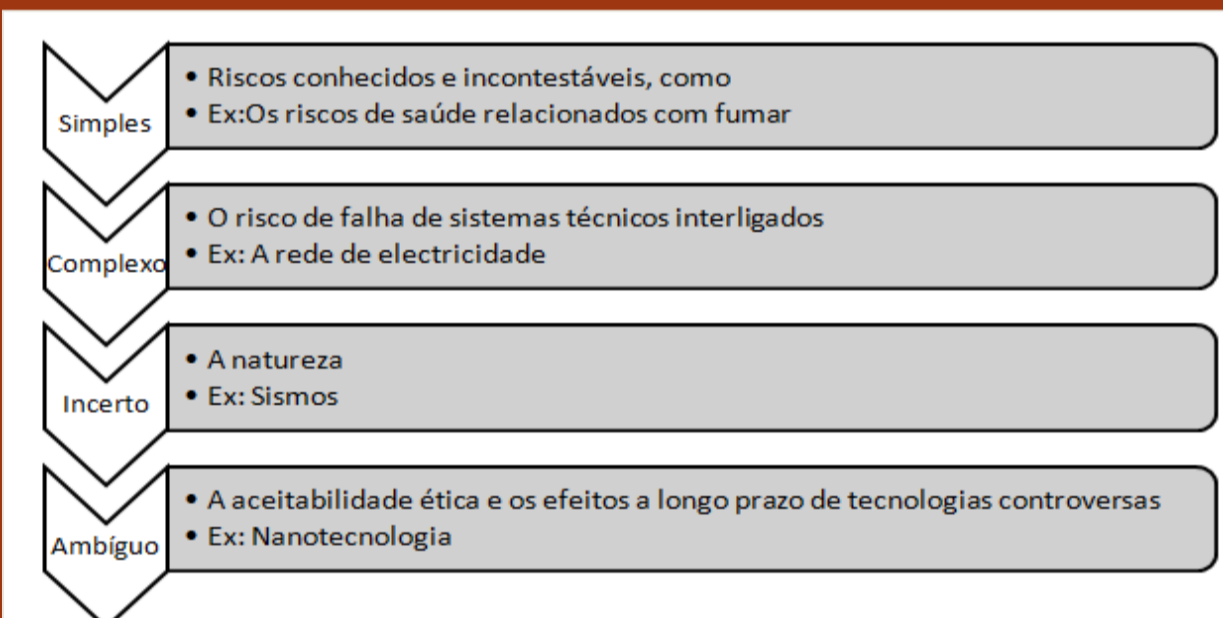 Simples
• Riscos conhecidos e incontestáveis, como
• Ex:Os riscos de saúde relacionados com fumar
Complexo
• O risco de falha de sistemas técnicos interligados
• Ex: A rede de electricidade
Incerto
• A natureza
• Ex: Sismos
Ambíguo
• A aceitabilidade ética e os efeitos a longo prazo de tecnologias controversas
• Ex: Nanotecnologia